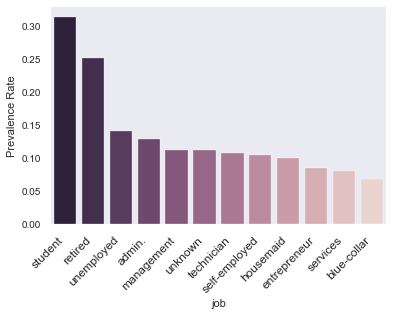 0.30
0.25
0.20
0.15
0.10
0.05
0.00
Prevalence Rate
student
retired
unemployed
admin.
management
unknown
technician
self-employed
housemaid
entrepreneur
services
blue-collar
job